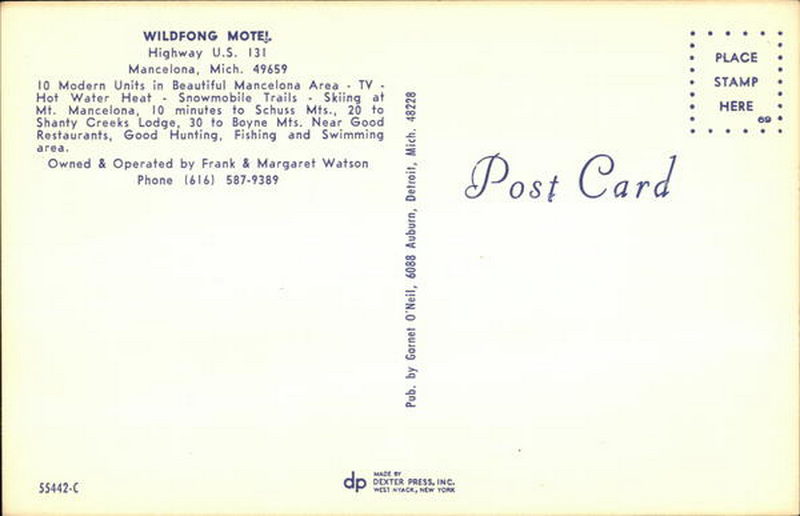 WILDFONG MOTEL
Highway U.S. 131
Mancelona, Mich. 49659
10 Modern Units in Beautiful Mancelona Area - TV -
Hot Water Heat - Snowmobile Trails - Skiing at
Mt. Mancelona, 10 minutes to Schuss Mts., 20 to
Shanty Creeks Lodge, 30 to Boyne Mts. Near Good
Restaurants, Good Hunting, Fishing and Swimming
area.
Owned & Operated by Frank & Margaret Watson
Phone (616) 587-9389
55442-C
Pub. by Garnet O'Neil, 6088 Auburn, Detroit, Mich. 48228
dp
MADE BY
DEXTER PRESS, INC.
WEST NYACK, NEW YORK
PLACE
STAMP
HERE
69
Post Card